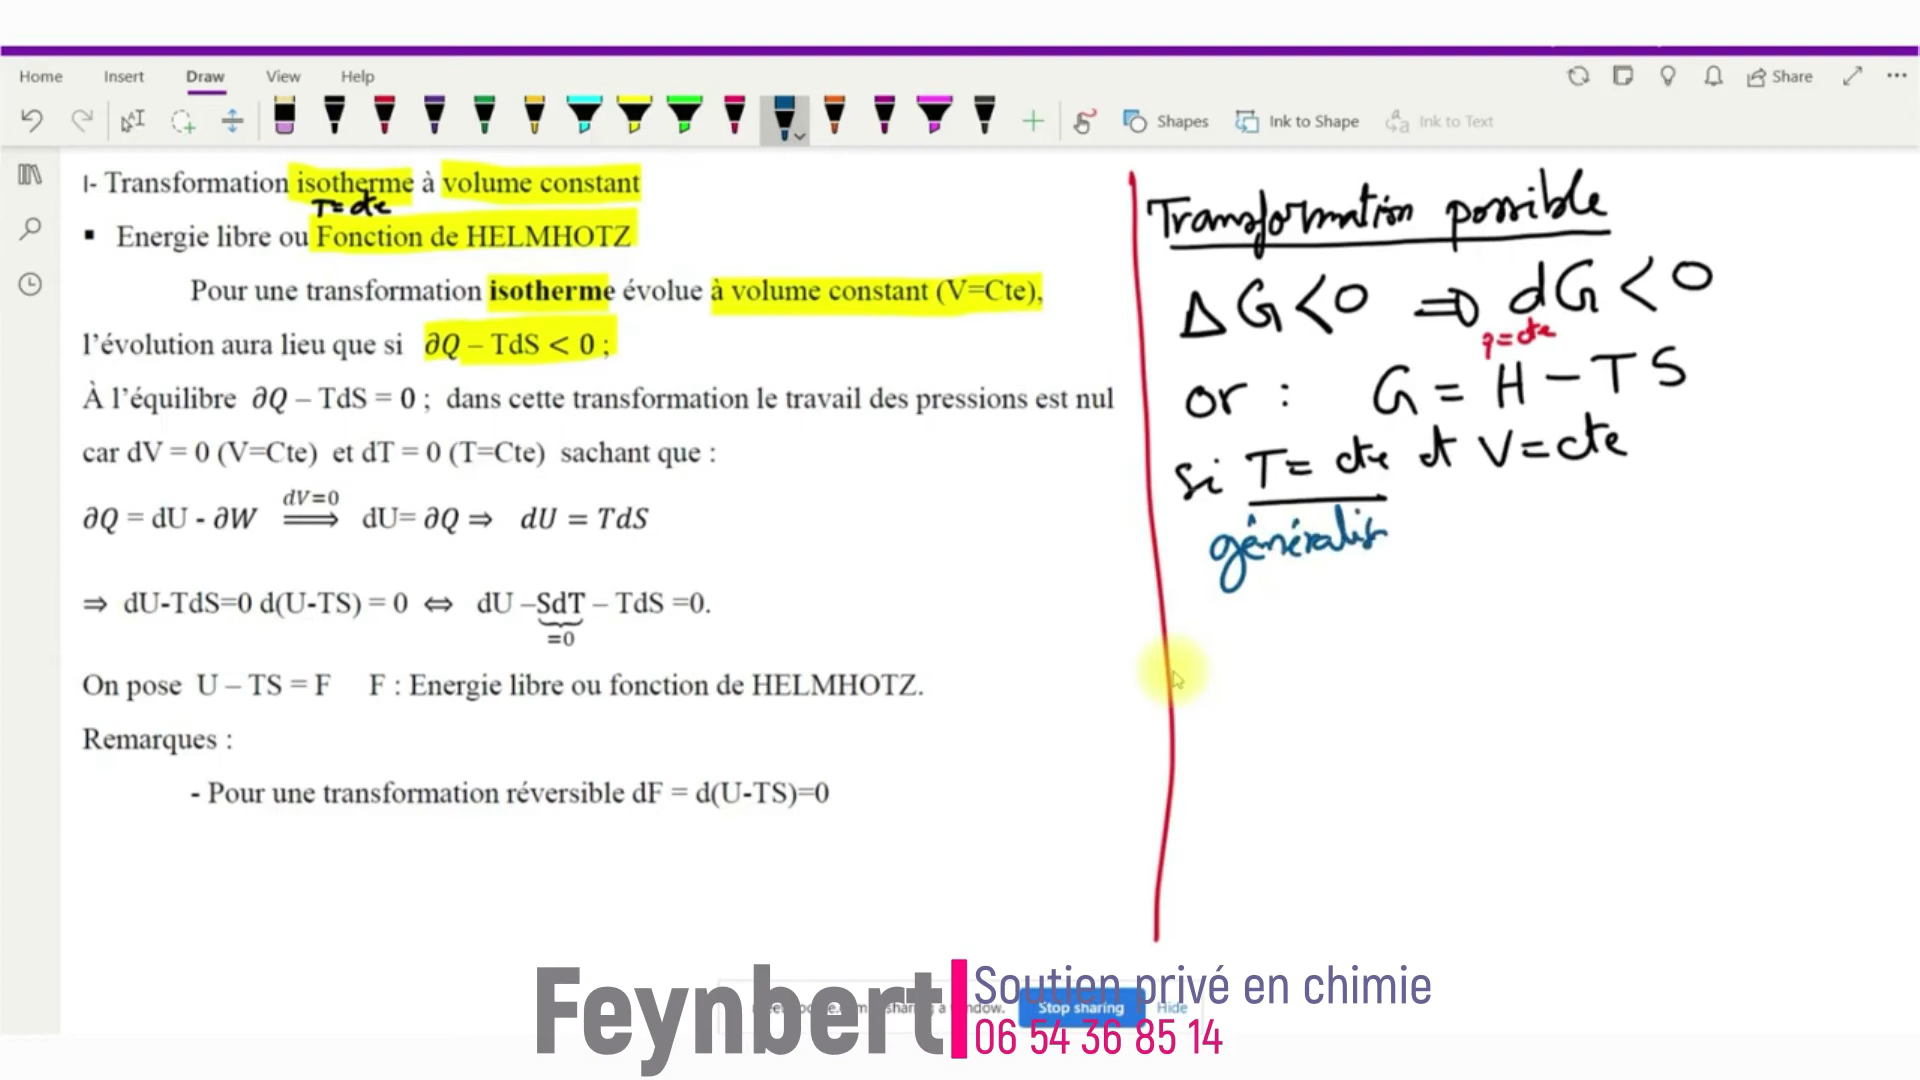 Home Insert Draw View Help
Share
Shapes Ink to Shape Ink to Text
I- Transformation isotherme à volume constant
T= cte
▪ Energie libre ou Fonction de HELMHOTZ
Pour une transformation isotherme évolue à volume constant (V=Cte),
l’évolution aura lieu que si ∂Q – TdS < 0 ;
À l’équilibre ∂Q – TdS = 0 ; dans cette transformation le travail des pressions est nul
car dV = 0 (V=Cte) et dT = 0 (T=Cte) sachant que :
∂Q = dU - ∂W ⟹ dU= ∂Q ⇒ dU = TdS
dV=0
⇒ dU-TdS=0 d(U-TS) = 0 ⇔ dU –SdT – TdS =0.
=0
On pose U – TS = F F : Energie libre ou fonction de HELMHOTZ.
Remarques :
- Pour une transformation réversible dF = d(U-TS)=0
Transformation possible
ΔG<0 ⇒ dG<0
P=cte
or : G = H – TS
Si T= cte et V=cte
généralis
Feynbert
Soutien privé en chimie
06 54 36 85 14
Stop sharing Hide